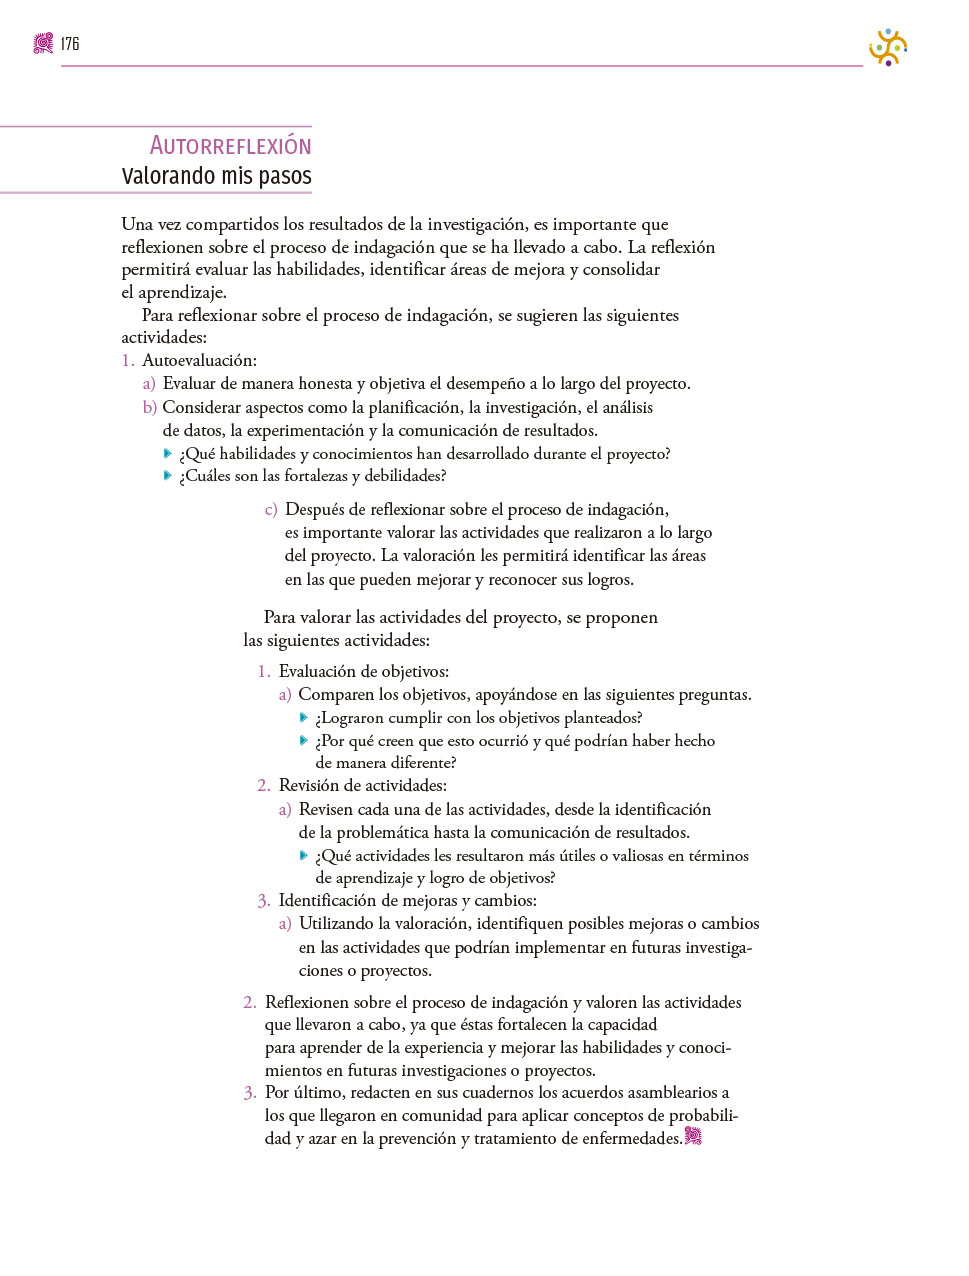 176
AUTORREFLEXIÓN
Valorando mis pasos
Una vez compartidos los resultados de la investigación, es importante que
reflexionen sobre el proceso de indagación que se ha llevado a cabo. La reflexión
permitirá evaluar las habilidades, identificar áreas de mejora y consolidar
el aprendizaje.
Para reflexionar sobre el proceso de indagación, se sugieren las siguientes
actividades:
1. Autoevaluación:
a) Evaluar de manera honesta y objetiva el desempeño a lo largo del proyecto.
b) Considerar aspectos como la planificación, la investigación, el análisis
de datos, la experimentación y la comunicación de resultados.
¿Qué habilidades y conocimientos han desarrollado durante el proyecto?
¿Cuáles son las fortalezas y debilidades?
c) Después de reflexionar sobre el proceso de indagación,
es importante valorar las actividades que realizaron a lo largo
del proyecto. La valoración les permitirá identificar las áreas
en las que pueden mejorar y reconocer sus logros.
Para valorar las actividades del proyecto, se proponen
las siguientes actividades:
1. Evaluación de objetivos:
a) Comparen los objetivos, apoyándose en las siguientes preguntas.
¿Lograron cumplir con los objetivos planteados?
¿Por qué creen que esto ocurrió y qué podrían haber hecho
de manera diferente?
2. Revisión de actividades:
a) Revisen cada una de las actividades, desde la identificación
de la problemática hasta la comunicación de resultados.
¿Qué actividades les resultaron más útiles o valiosas en términos
de aprendizaje y logro de objetivos?
3. Identificación de mejoras y cambios:
a) Utilizando la valoración, identifiquen posibles mejoras o cambios
en las actividades que podrían implementar en futuras investiga-
ciones o proyectos.
2. Reflexionen sobre el proceso de indagación y valoren las actividades
que llevaron a cabo, ya que éstas fortalecen la capacidad
para aprender de la experiencia y mejorar las habilidades y conoci-
mientos en futuras investigaciones o proyectos.
3. Por último, redacten en sus cuadernos los acuerdos asamblearios a
los que llegaron en comunidad para aplicar conceptos de probabili-
dad y azar en la prevención y tratamiento de enfermedades.